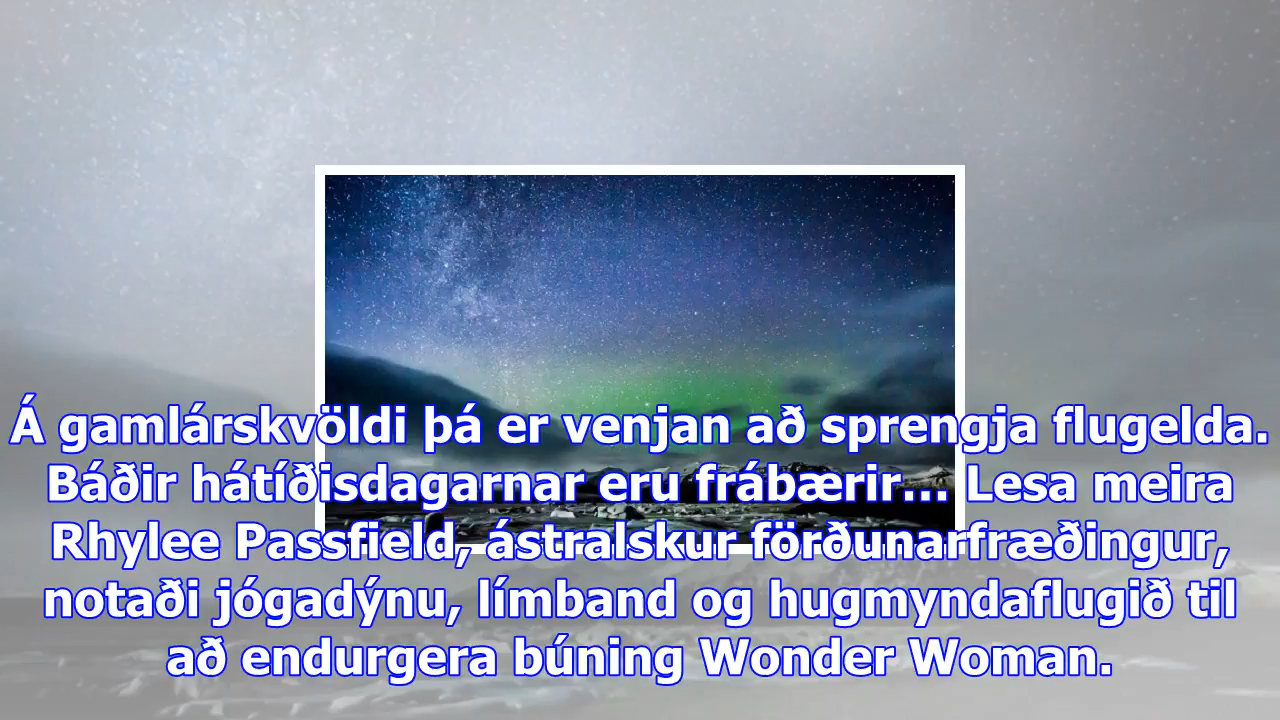 Á gamlárskvöldi þá er venjan að sprengja flugelda.
Báðir hátíðisdagarnar eru frábærir... Lesa meira
Rhylee Passfield, ástralskur förðunarfræðingur,
notaði jógadýnu, límband og hugmyndaflugið til
að endurgera búning Wonder Woman.